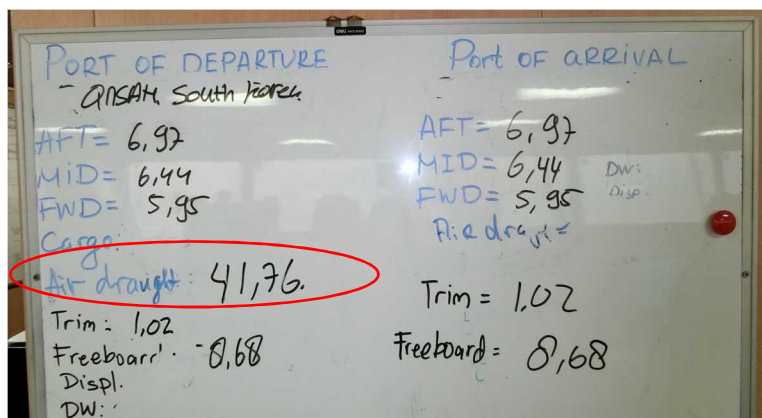 PORT OF DEPARTURE
- South Korea
AFT= 6,97
MiD= 6,44
FWD= 5,95
Cargo:
Air draught: 41,76.
Trim: 1,02
Freeboard: - 8,68
Displ.
DW:
Port OF aRRiVAL
-
AFT= 6,97
MID= 6,44
FWD= 5,95
DW:
Disp.
Air draft=
Trim = 1,02
Freeboard= 8,68